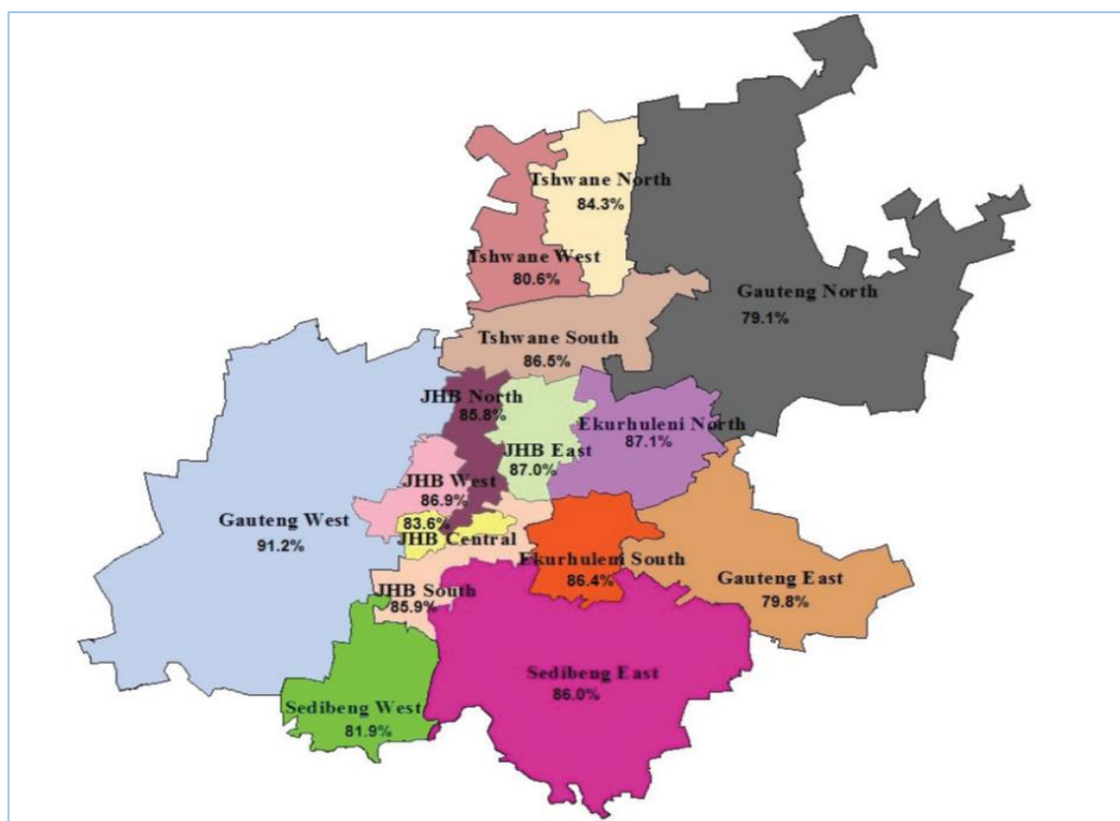 Tshwane North
84.3%
Tshwane West
80.6%
Gauteng North
79.1%
Tshwane South
86.5%
JHB North
85.8%
Ekurhuleni North
87.1%
JHB East
87.0%
JHB West
86.9%
Gauteng West
91.2%
83.6%
JHB Central
Ekurhuleni South
86.4%
Gauteng East
79.8%
JHB South
85.9%
Sedibeng East
86.0%
Sedibeng West
81.9%